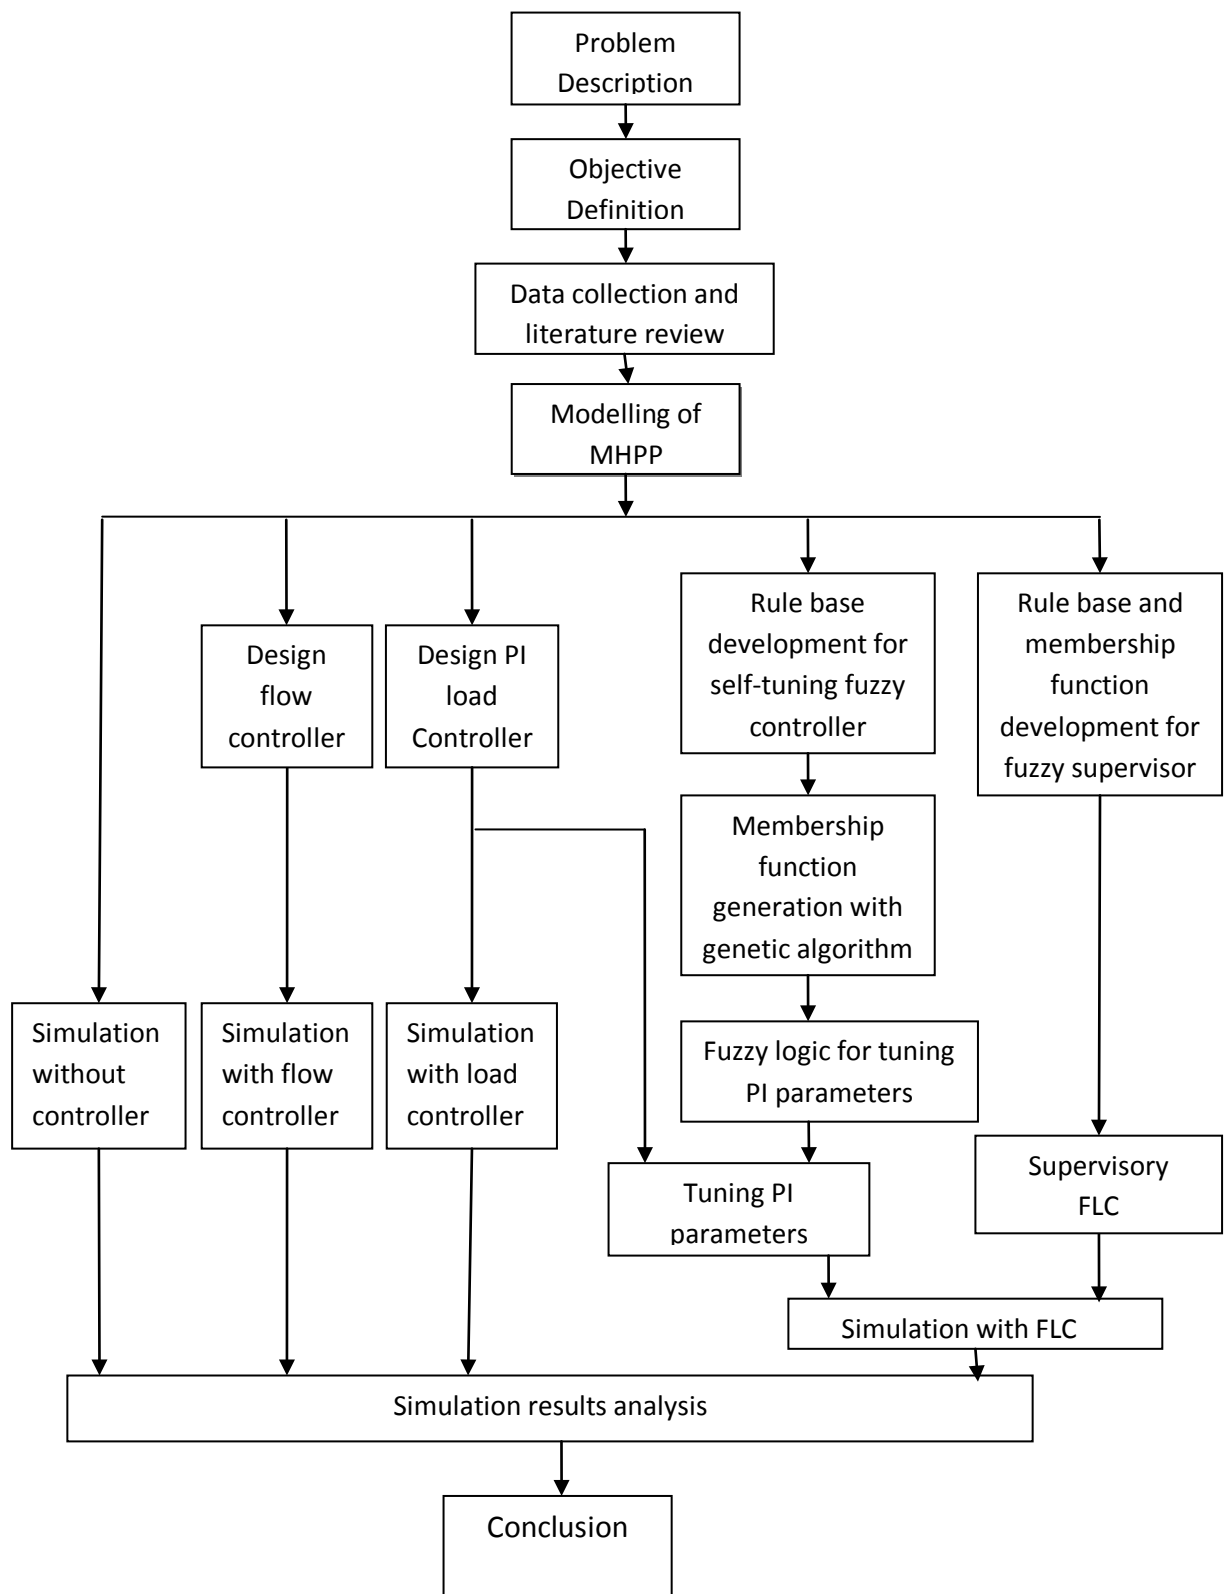 Problem
Description
Objective
Definition
Data collection and
literature review
Modelling of
MHPP
Design
flow
controller
Design PI
load
Controller
Rule base
development for
self-tuning fuzzy
controller
Rule base and
membership
function
development for
fuzzy supervisor
Membership
function
generation with
genetic algorithm
Simulation
without
controller
Simulation
with flow
controller
Simulation
with load
controller
Fuzzy logic for tuning
PI parameters
Tuning PI
parameters
Supervisory
FLC
Simulation with FLC
Simulation results analysis
Conclusion